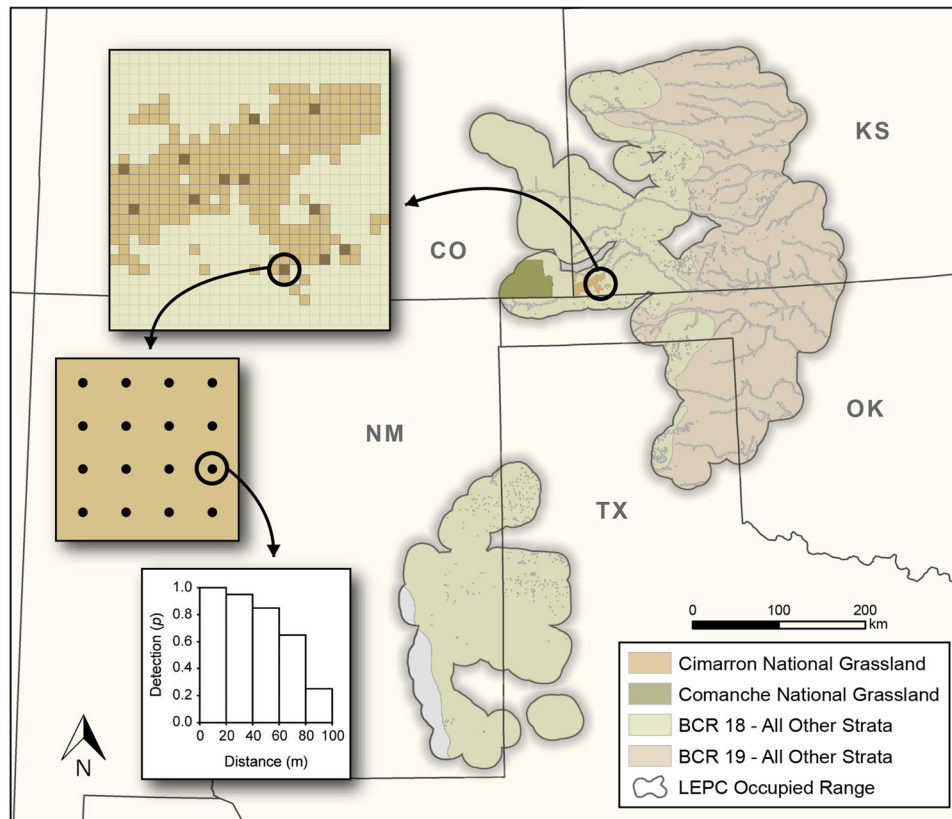 KS
CO
NM
OK
TX
1.0
0.8
0.6
0.4
0.2
0.0
Detection (p)
0 20 40 60 80 100
Distance (m)
N
0 100 200
km
Cimarron National Grassland
Comanche National Grassland
BCR 18 - All Other Strata
BCR 19 - All Other Strata
LEPC Occupied Range